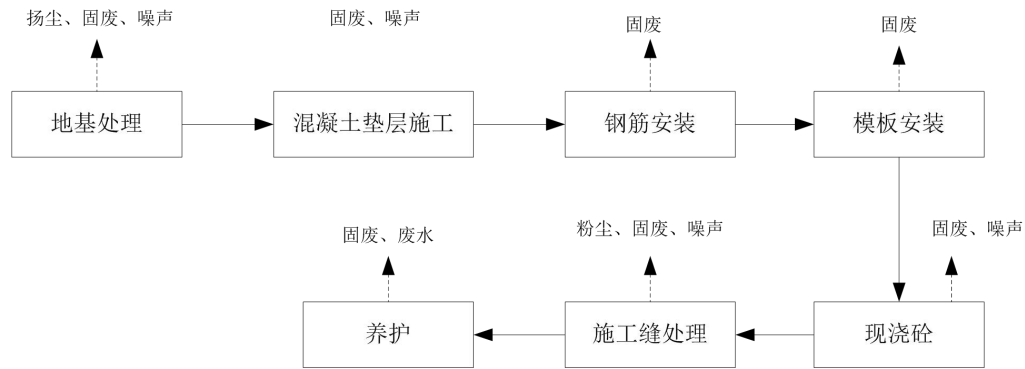 扬尘、固废、噪声
固废、噪声
固废
固废
地基处理
混凝土垫层施工
钢筋安装
模板安装
固废、废水
粉尘、固废、噪声
固废、噪声
养护
施工缝处理
现浇砼